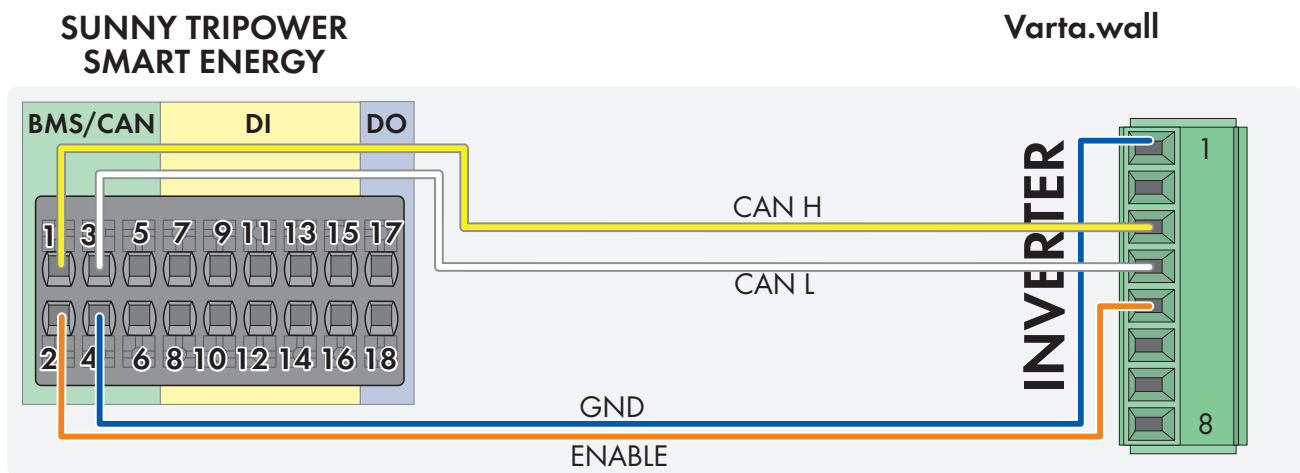 SUNNY TRIPOWER
SMART ENERGY
Varta.wall
BMS/CAN DI DO
1 3 5 7 9 11 13 15 17
2 4 6 8 10 12 14 16 18
CAN H
CAN L
GND
ENABLE
INVERTER
1
8